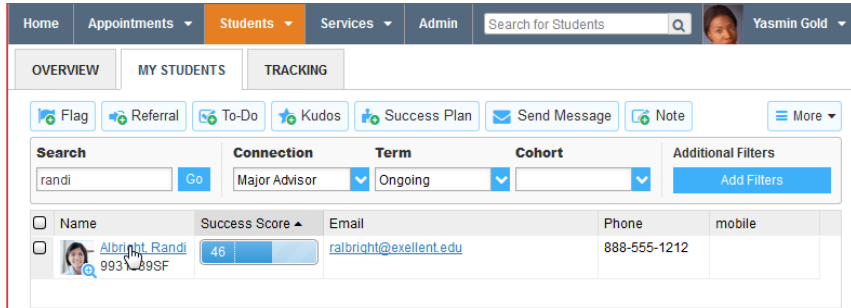 Home Appointments Students Services Admin Search for Students Yasmin Gold
OVERVIEW MY STUDENTS TRACKING
Flag Referral To-Do Kudos Success Plan Send Message Note More
Search Connection Term Cohort Additional Filters
randi Go Major Advisor Ongoing Add Filters
Name Success Score Email Phone mobile
Albright, Randi 46 ralbright@exellent.edu 888-555-1212